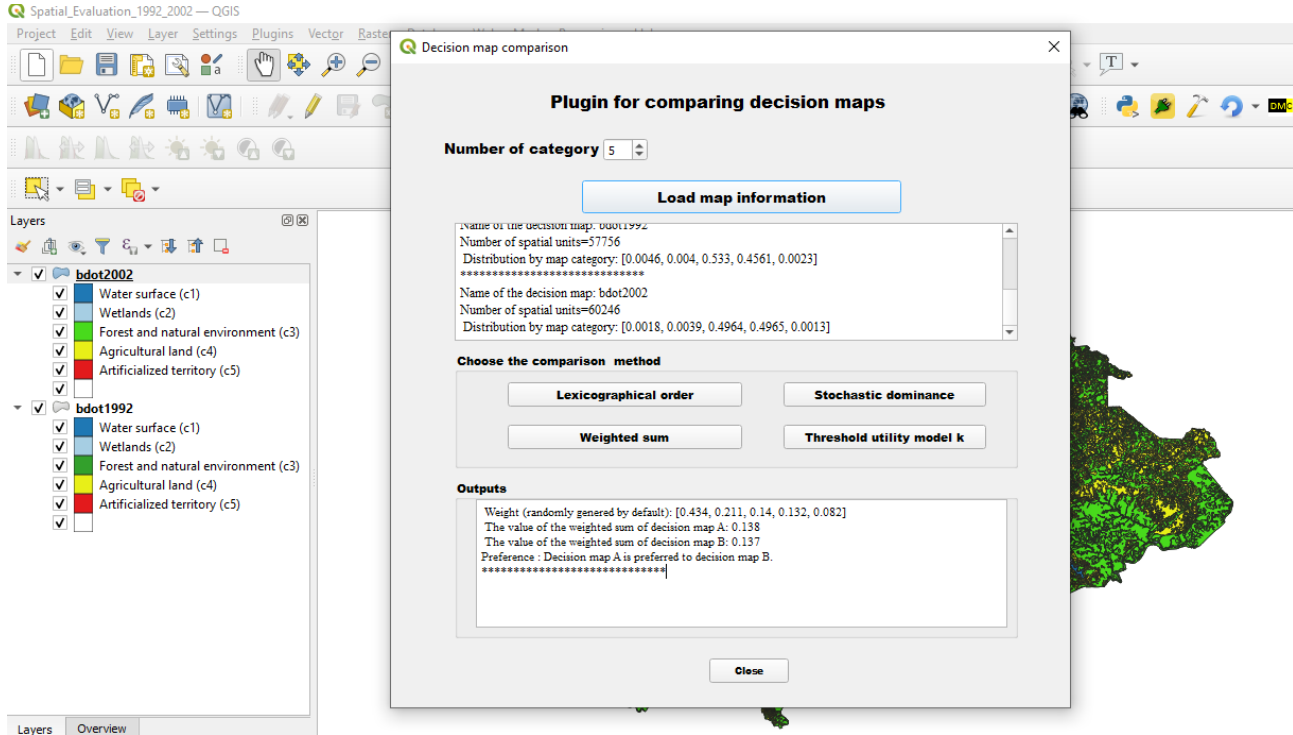 Spatial_Evaluation_1992_2002 — QGIS
Project Edit View Layer Settings Plugins Vector Raster
Decision map comparison
a
T
Plugin for comparing decision maps
Number of category 5
DMC
Load map information
Name of the decision map: bdot1992
Number of spatial units=57756
Distribution by map category: [0.0046, 0.004, 0.533, 0.4561, 0.0023]
*****************************
Name of the decision map: bdot2002
Number of spatial units=60246
Distribution by map category: [0.0018, 0.0039, 0.4964, 0.4965, 0.0013]
Choose the comparison method
Lexicographical order
Stochastic dominance
Weighted sum
Threshold utility model k
Outputs
Weight (randomly genered by default): [0.434, 0.211, 0.14, 0.132, 0.082]
The value of the weighted sum of decision map A: 0.138
The value of the weighted sum of decision map B: 0.137
Preference : Decision map A is preferred to decision map B.
*****************************
Close
Layers
bdot2002
Water surface (c1)
Wetlands (c2)
Forest and natural environment (c3)
Agricultural land (c4)
Artificialized territory (c5)
bdot1992
Water surface (c1)
Wetlands (c2)
Forest and natural environment (c3)
Agricultural land (c4)
Artificialized territory (c5)
Layers Overview